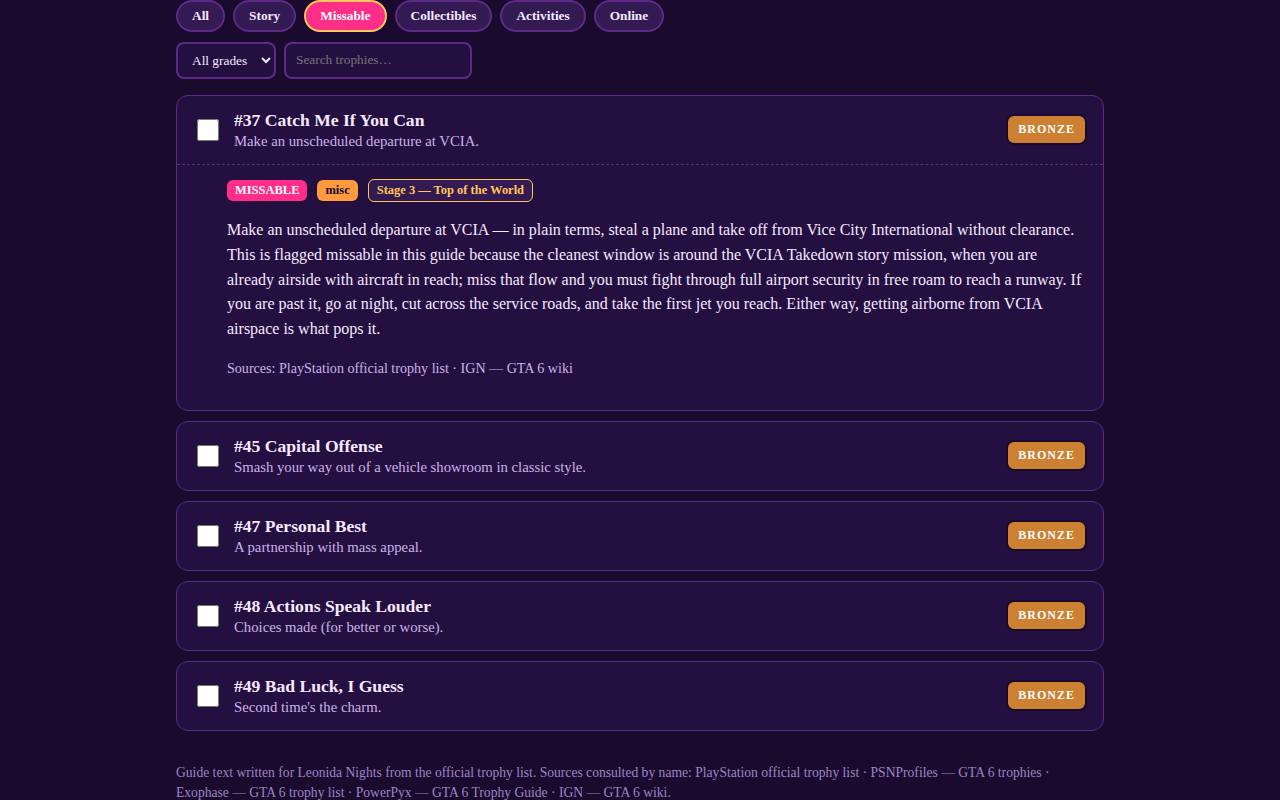 All Story Missable Collectibles Activities Online
All grades Search trophies…
#37 Catch Me If You Can
Make an unscheduled departure at VCIA.
BRONZE
MISSABLE misc Stage 3 — Top of the World
Make an unscheduled departure at VCIA — in plain terms, steal a plane and take off from Vice City International without clearance.
This is flagged missable in this guide because the cleanest window is around the VCIA Takedown story mission, when you are
already airside with aircraft in reach; miss that flow and you must fight through full airport security in free roam to reach a runway. If
you are past it, go at night, cut across the service roads, and take the first jet you reach. Either way, getting airborne from VCIA
airspace is what pops it.
Sources: PlayStation official trophy list · IGN — GTA 6 wiki
#45 Capital Offense
Smash your way out of a vehicle showroom in classic style.
BRONZE
#47 Personal Best
A partnership with mass appeal.
BRONZE
#48 Actions Speak Louder
Choices made (for better or worse).
BRONZE
#49 Bad Luck, I Guess
Second time's the charm.
BRONZE
Guide text written for Leonida Nights from the official trophy list. Sources consulted by name: PlayStation official trophy list · PSNProfiles — GTA 6 trophies ·
Exophase — GTA 6 trophy list · PowerPyx — GTA 6 Trophy Guide · IGN — GTA 6 wiki.